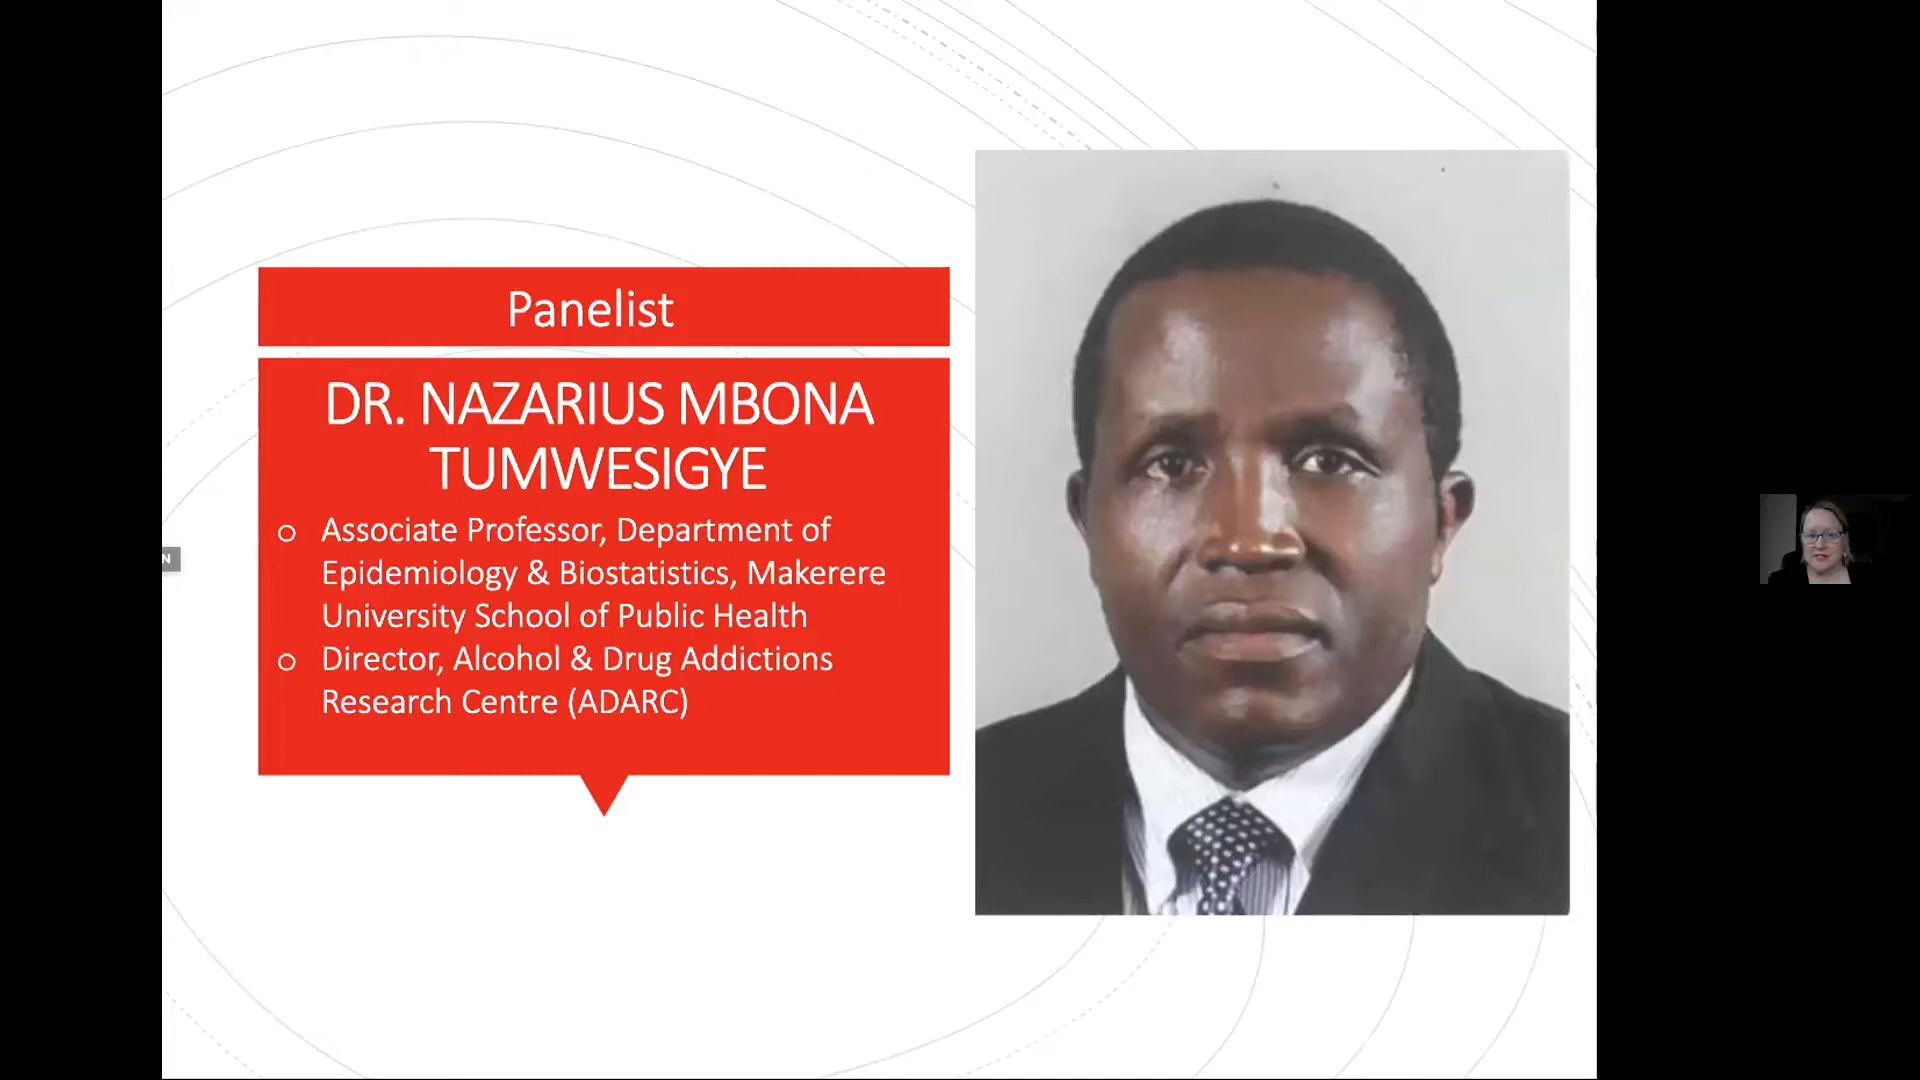 Panelist
DR. NAZARIUS MBONA
TUMWESIGYE
○ Associate Professor, Department of
Epidemiology & Biostatistics, Makerere
University School of Public Health
○ Director, Alcohol & Drug Addictions
Research Centre (ADARC)
N